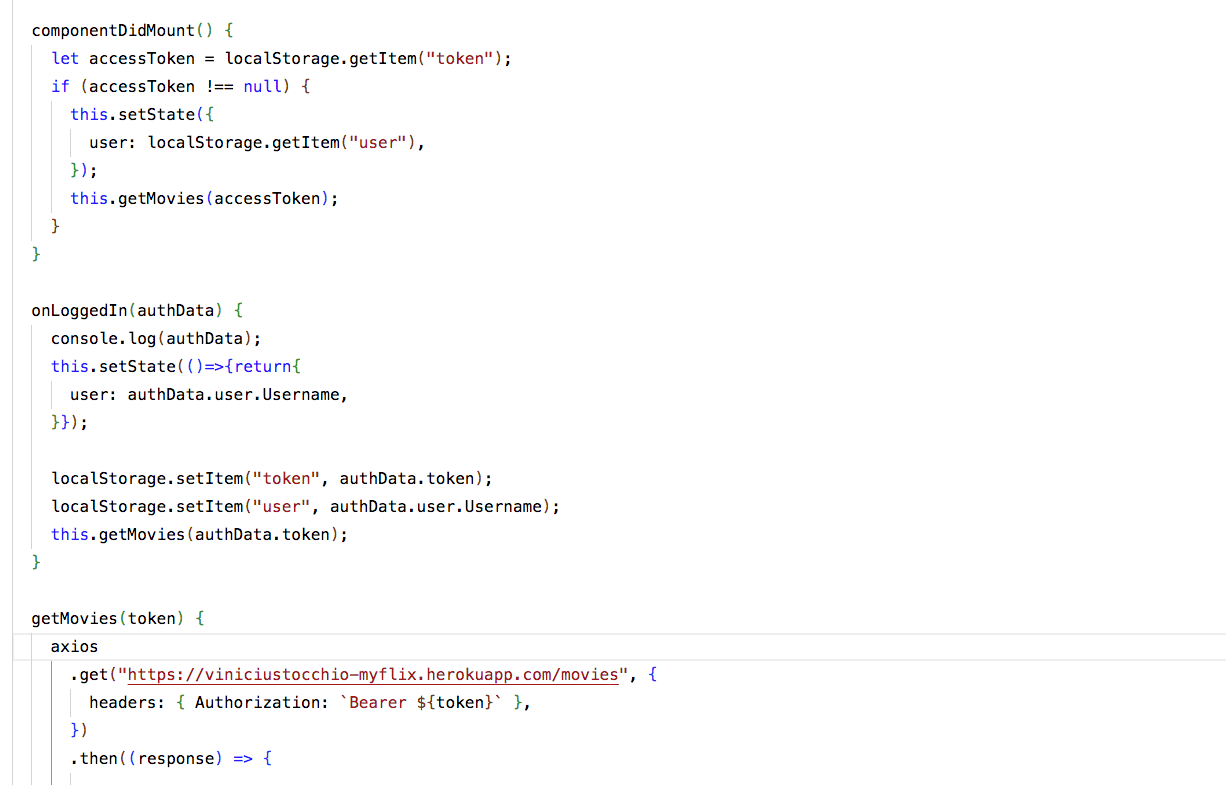 componentDidMount() {
  let accessToken = localStorage.getItem("token");
  if (accessToken !== null) {
    this.setState({
      user: localStorage.getItem("user"),
    });
    this.getMovies(accessToken);
  }
}

onLoggedIn(authData) {
  console.log(authData);
  this.setState(()=>{return{
    user: authData.user.Username,
  }});

  localStorage.setItem("token", authData.token);
  localStorage.setItem("user", authData.user.Username);
  this.getMovies(authData.token);
}

getMovies(token) {
  axios
    .get("https://viniciustocchio-myflix.herokuapp.com/movies", {
      headers: { Authorization: `Bearer ${token}` },
    })
    .then((response) => {